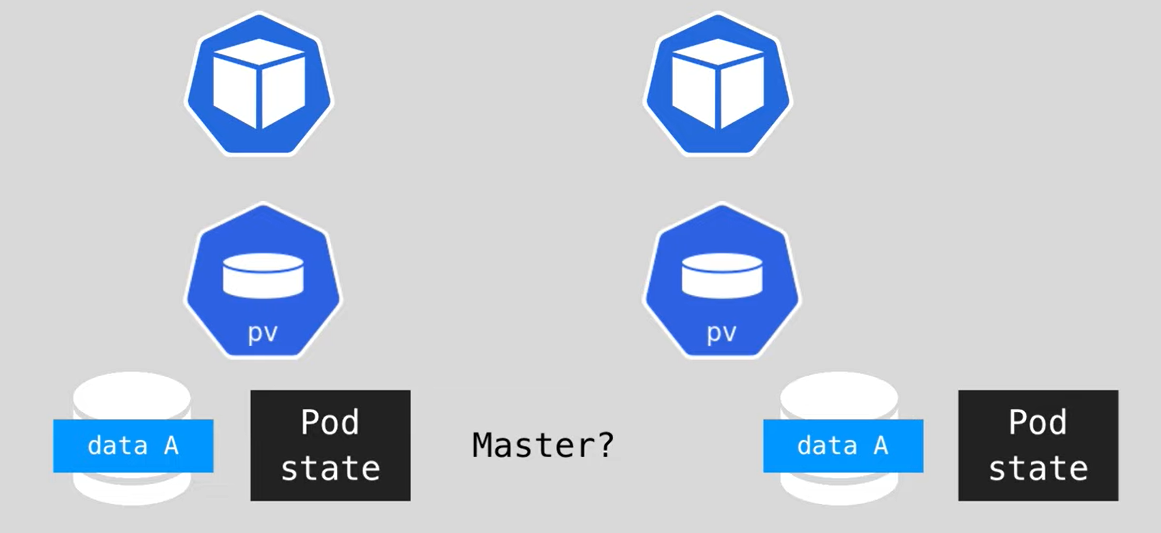 pv
pv
data A
Pod
state
Master?
data A
Pod
state